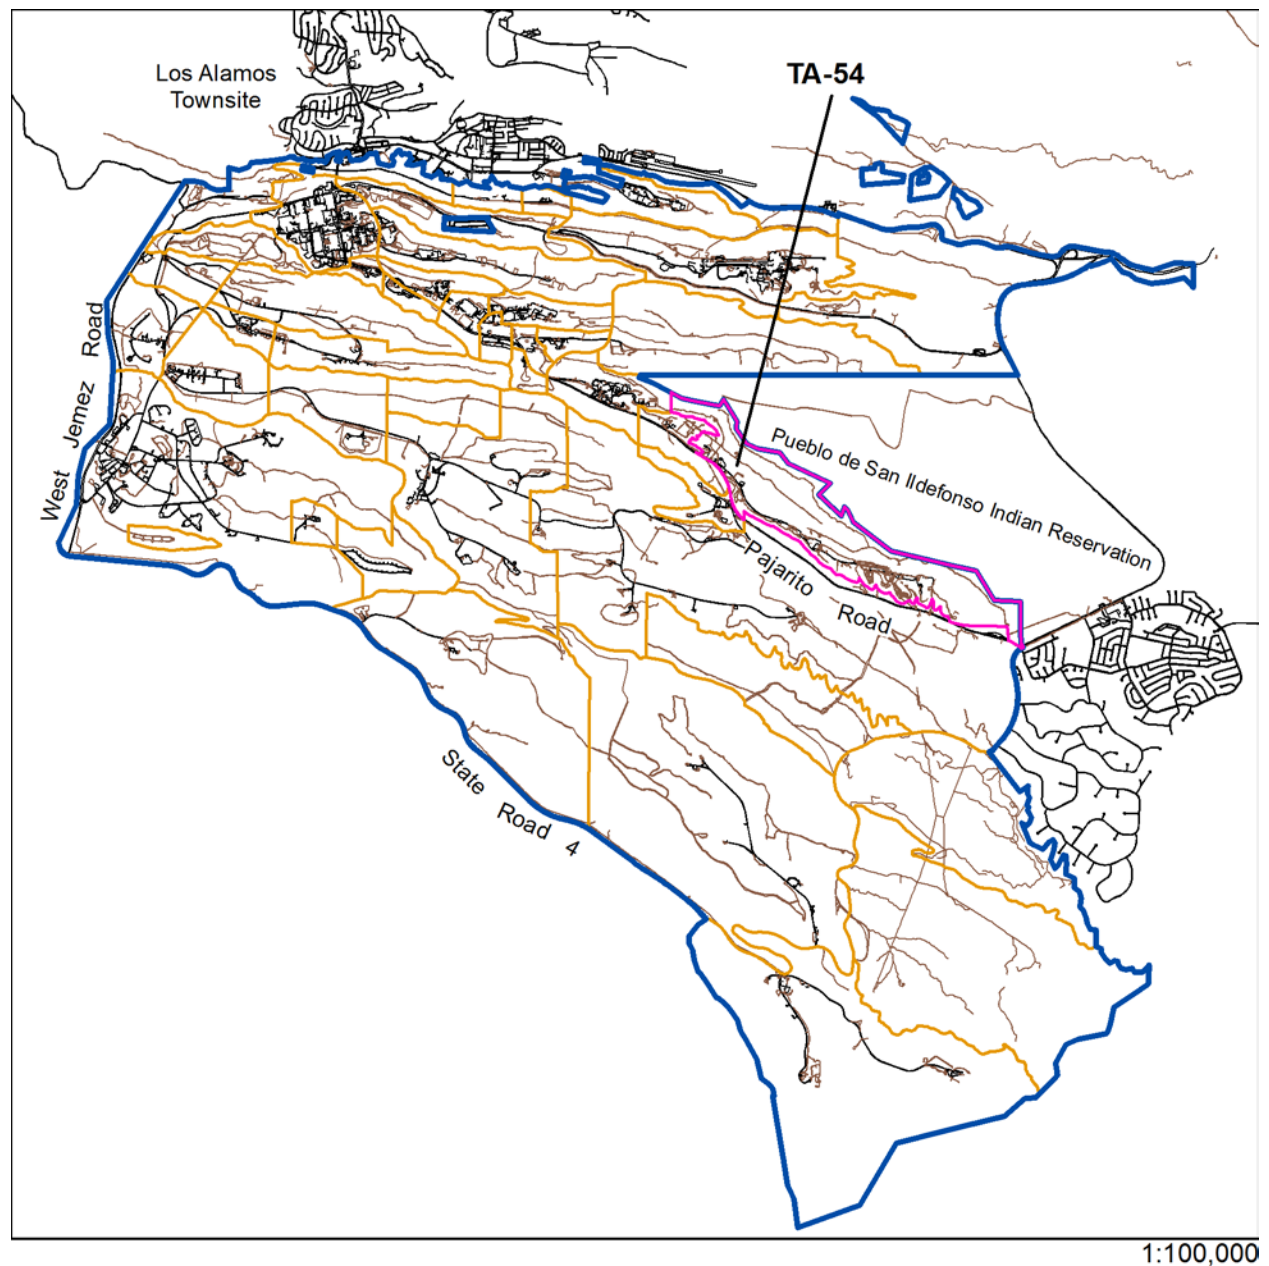 Los Alamos
Townsite
TA-54
West Jemez Road
Pueblo de San Ildefonso Indian Reservation
Pajarito Road
State Road 4
1:100,000